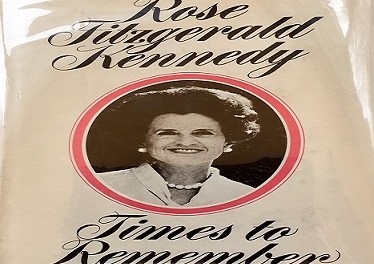 Rose
Fitzgerald
Kennedy
Times to
Remember